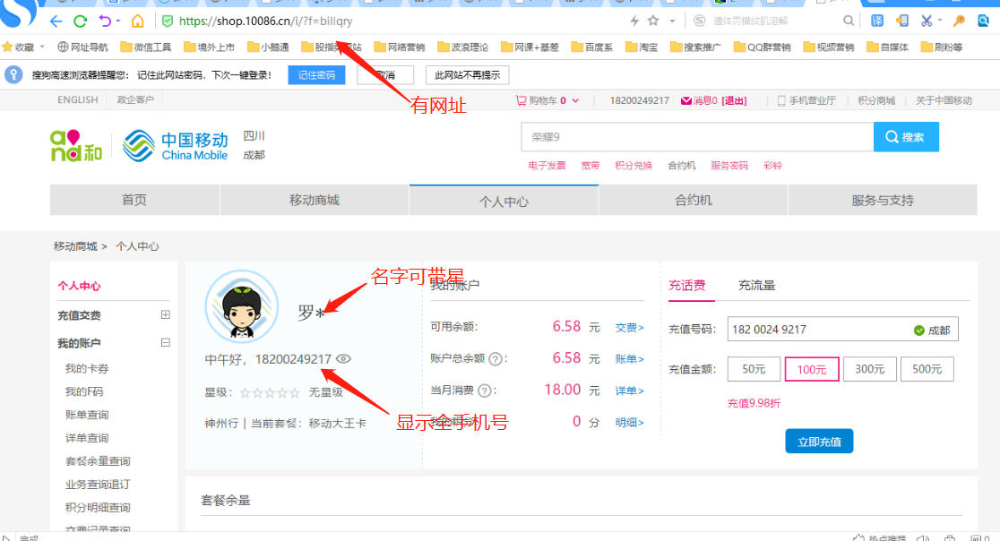 https://shop.10086.cn/i/?f=billqry
收藏 网址导航 微信工具 境外上市 小额通 网络营销 波浪理论 网课+基差 百度系 淘宝 搜索推广 QQ群营销 视频营销 自媒体 刷粉等
搜狗高速浏览器提醒您: 记住此网站密码,下次一键登录! 记住密码 取消 此网站不再提示
有网址
ENGLISH 政企客户 购物车 0 18200249217 消息0 [退出] 手机营业厅 积分商城 关于中国移动
and和 中国移动 China Mobile 四川 成都
荣耀9 搜索
电子发票 宽带 积分兑换 合约机 服务密码 彩铃
首页 移动商城 个人中心 合约机 服务与支持
移动商城 > 个人中心
个人中心
充值交费
我的账户
我的卡券
我的F码
账单查询
详单查询
套餐余量查询
业务查询退订
积分明细查询
交费记录查询
名字可带星
罗*
中午好, 18200249217
星级: ☆☆☆☆☆ 无星级
神州行 | 当前套餐: 移动大王卡
显示全手机号
我的账户
可用余额: 6.58 元 交费>
账户总余额 ?: 6.58 元 账单>
当月消费 ?: 18.00 元 详单>
0 分 明细>
充话费 充流量
充值号码: 182 0024 9217 成都
充值金额: 50元 100元 300元 500元
充值9.98折
立即充值
套餐余量
完成
热点推荐